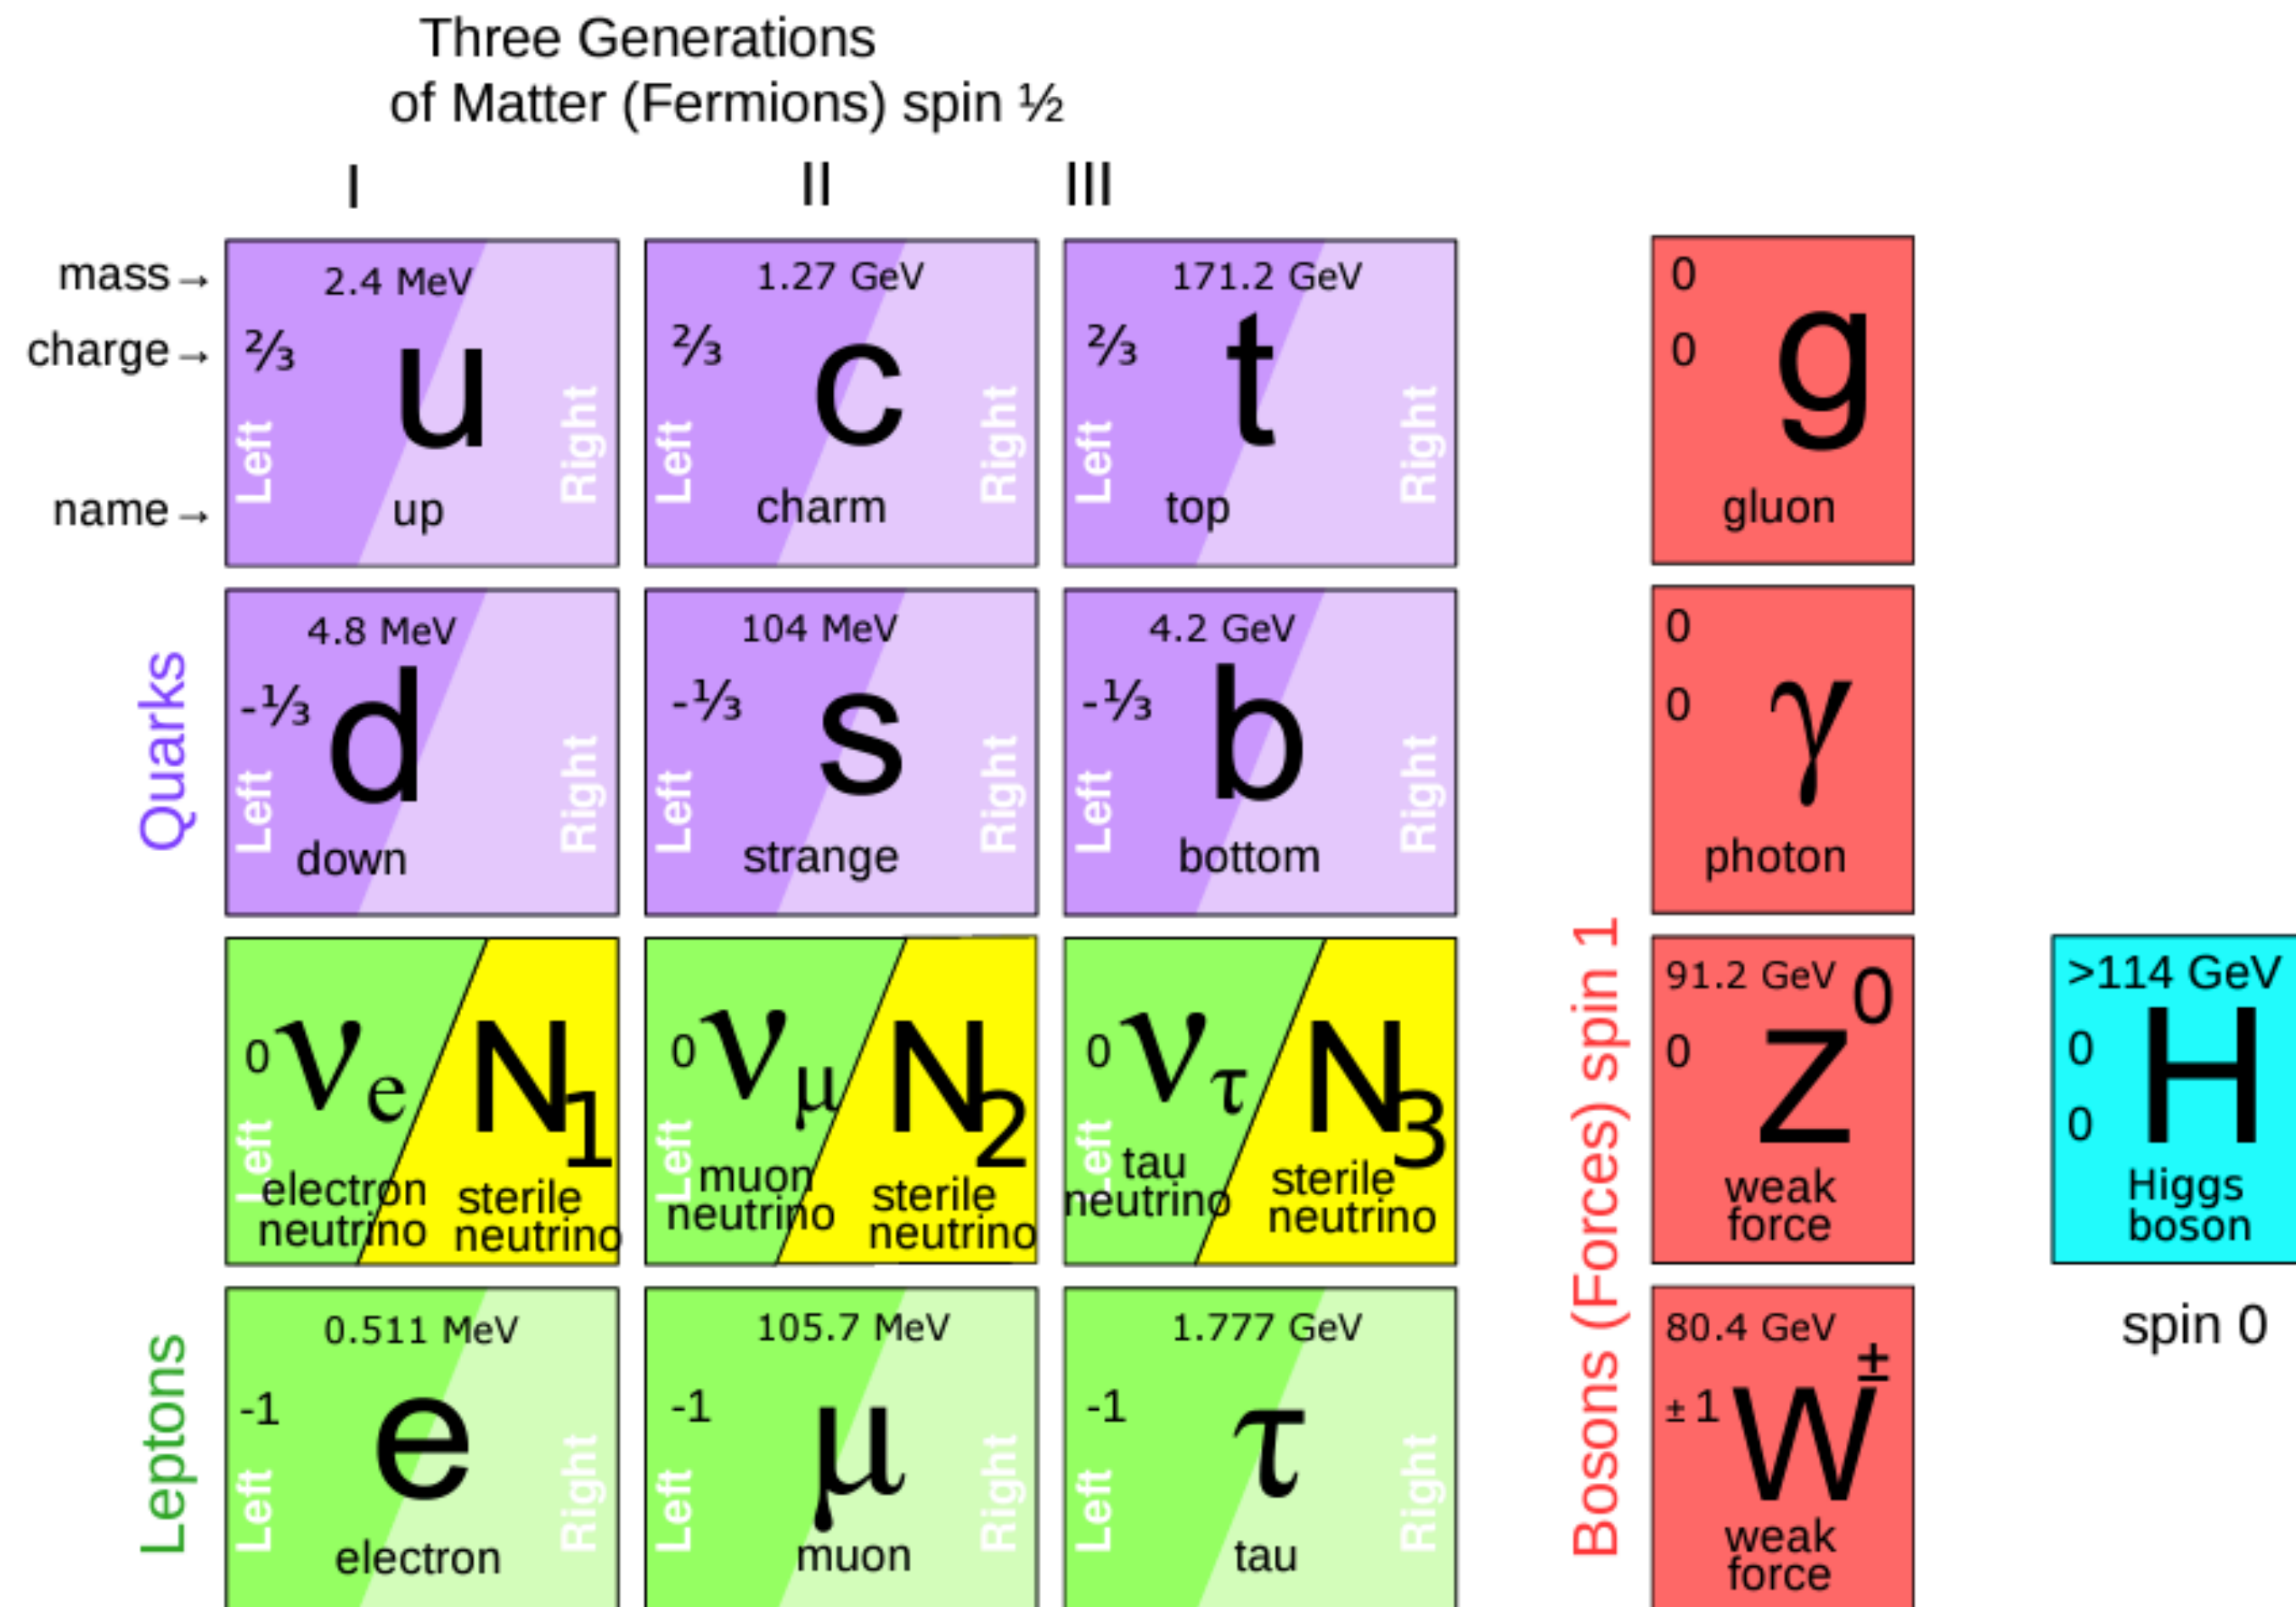 Three Generations
of Matter (Fermions) spin ½
I
II
III
mass→
charge→
name→
2.4 MeV
⅔
u
Left
Right
up
1.27 GeV
⅔
c
Left
Right
charm
171.2 GeV
⅔
t
Left
Right
top
0
0
g
gluon
Quarks
4.8 MeV
-⅓
d
Left
Right
down
104 MeV
-⅓
s
Left
Right
strange
4.2 GeV
-⅓
b
Left
Right
bottom
0
0
γ
photon
0
νe
Left
electron
neutrino
N1
sterile
neutrino
0
νμ
Left
muon
neutrino
N2
sterile
neutrino
0
ντ
Left
tau
neutrino
N3
sterile
neutrino
Bosons (Forces) spin 1
91.2 GeV
0
Z0
weak
force
>114 GeV
0
0
H
Higgs
boson
spin 0
Leptons
0.511 MeV
-1
e
Left
Right
electron
105.7 MeV
-1
μ
Left
Right
muon
1.777 GeV
-1
τ
Left
Right
tau
80.4 GeV
± 1
W±
weak
force